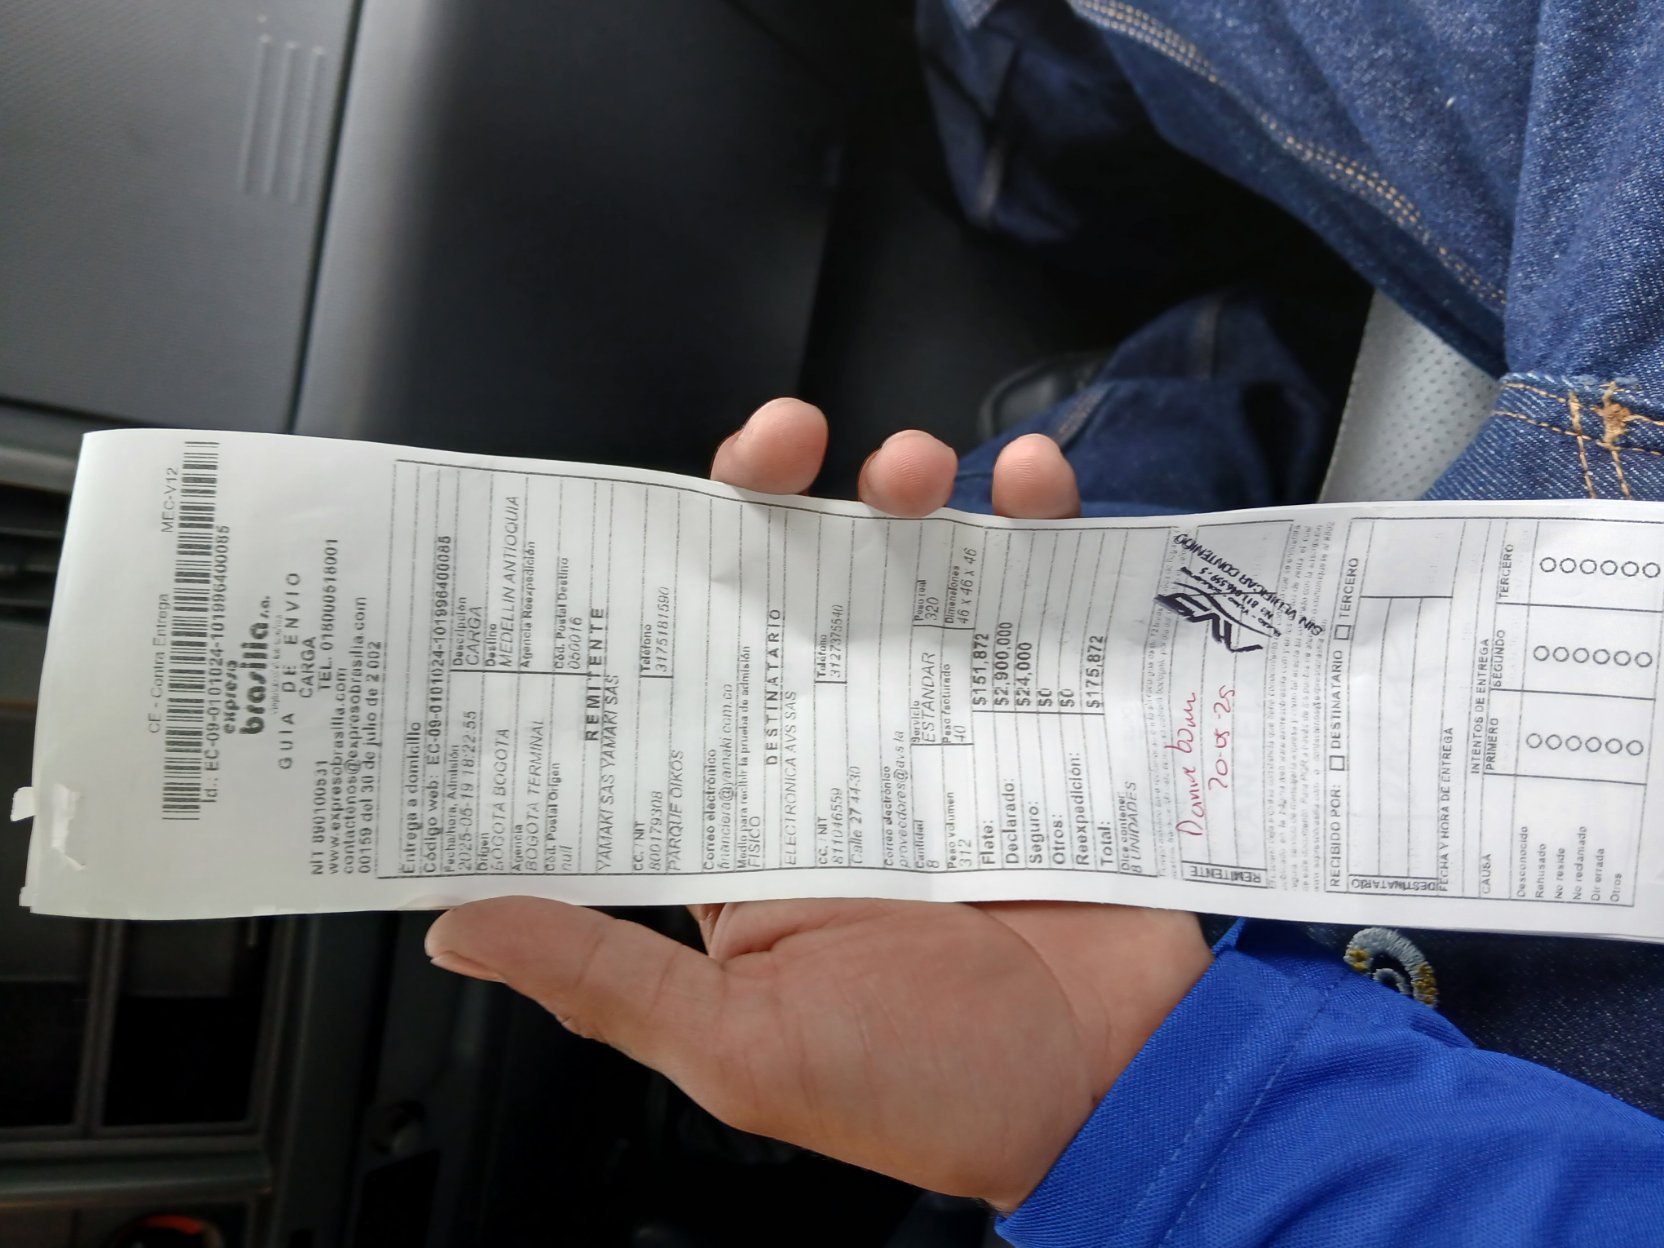 CE - Contra Entrega MEC-V12
Id.: EC-09-0101024-1019964000085
expreso
brasilia s.a.
GUIA DE ENVIO
CARGA
NIT 890100531 TEL. 018000518001
www.expresobrasilia.com
contactenos@expresobrasilia.com
00159 del 30 de julio de 2002
Entrega a domicilio
Código web: EC-09-0101024-1019964000085
Fecha/hora, Admisión Descripción
2025-05-19 18:22:55 CARGA
Origen Destino
BOGOTA BOGOTA MEDELLIN ANTIOQUIA
Agencia Agencia Reexpedición
BOGOTA TERMINAL
Cód. Postal Origen Cód. Postal Destino
null 050016
REMITENTE
YAMAKI SAS YAMAKI SAS
CC. NIT Teléfono
800179308 3175181590
PARQUE OIKOS
Correo electrónico
financiera@yamaki.com.co
Medio para recibir la prueba de admisión
FISICO
DESTINATARIO
ELECTRONICA AVS SAS
CC. NIT Teléfono
811046559 3127375540
Calle 27 44-30
Correo electrónico
proveedores@avs.la
Cantidad Servicio Peso real
8 ESTANDAR 320
Peso volumen Peso facturado Dimensiones
312 40 46 x 46 x 46
Flete: $151,872
Declarado: $2,900,000
Seguro: $24,000
Otros: $0
Reexpedición: $0
Total: $175,872
Dice contener
8 UNIDADES
REMITENTE
20-05-25
SIN VERIFICAR CONTENIDO
RECIBIDO POR: DESTINATARIO TERCERO
DESTINATARIO
FECHA Y HORA DE ENTREGA
INTENTOS DE ENTREGA
CAUSA PRIMERO SEGUNDO TERCERO
Desconocido
Rehusado
No reside
No reclamado
Dir errada
Otros